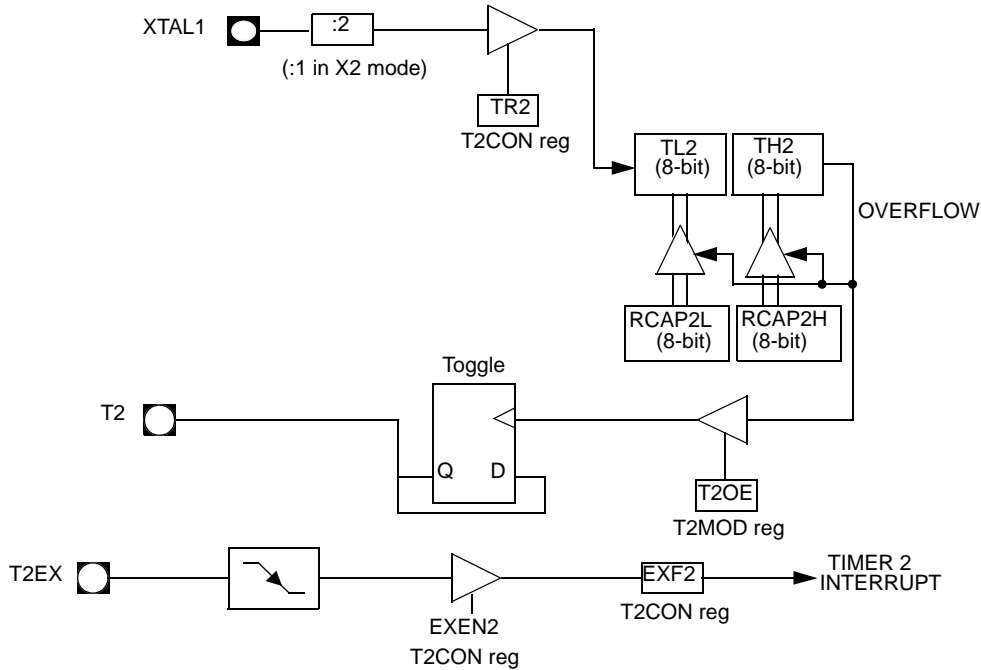 XTAL1
:2
(:1 in X2 mode)
TR2
T2CON reg
TL2
(8-bit)
TH2
(8-bit)
OVERFLOW
RCAP2L
(8-bit)
RCAP2H
(8-bit)
Toggle
T2
Q
D
T2OE
T2MOD reg
T2EX
EXEN2
T2CON reg
EXF2
T2CON reg
TIMER 2
INTERRUPT